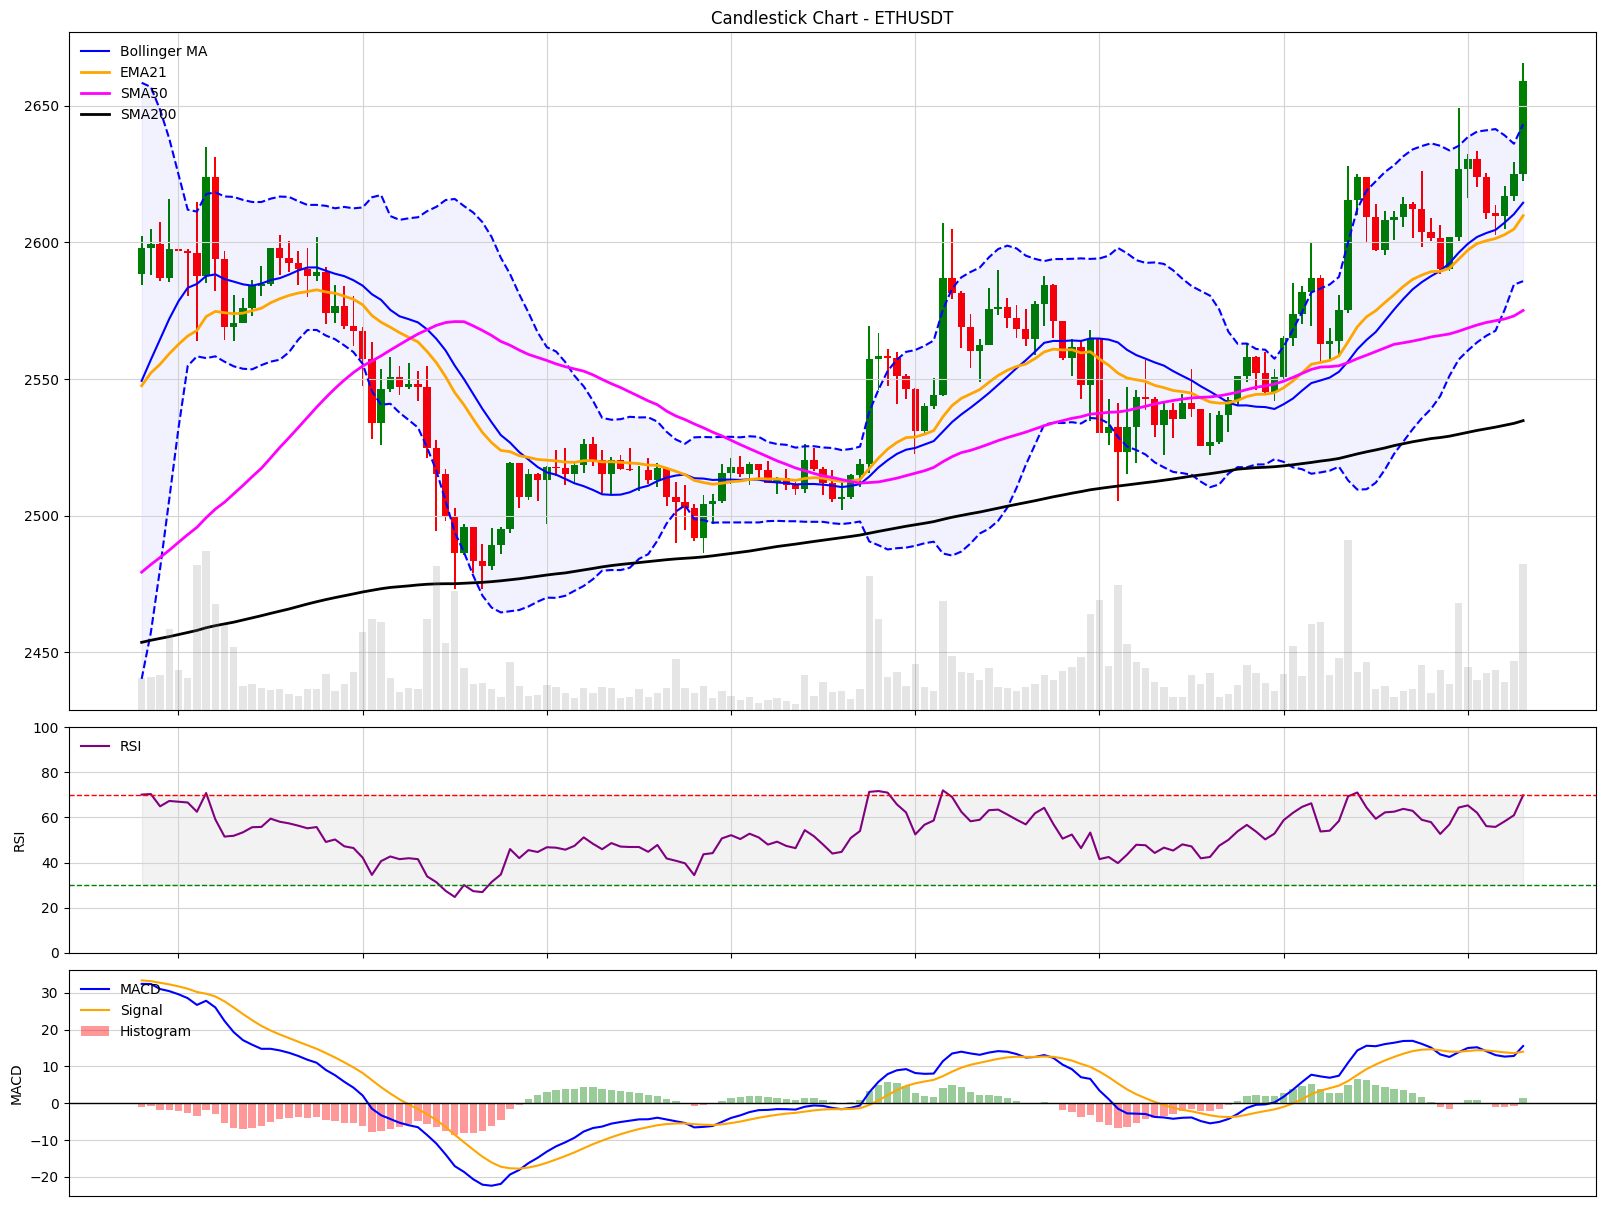 Candlestick Chart - ETHUSDT
Bollinger MA
EMA21
SMA50
SMA200
2650
2600
2550
2500
2450
RSI
100
80
60
40
20
0
RSI
MACD
Signal
Histogram
30
20
10
0
−10
−20
MACD